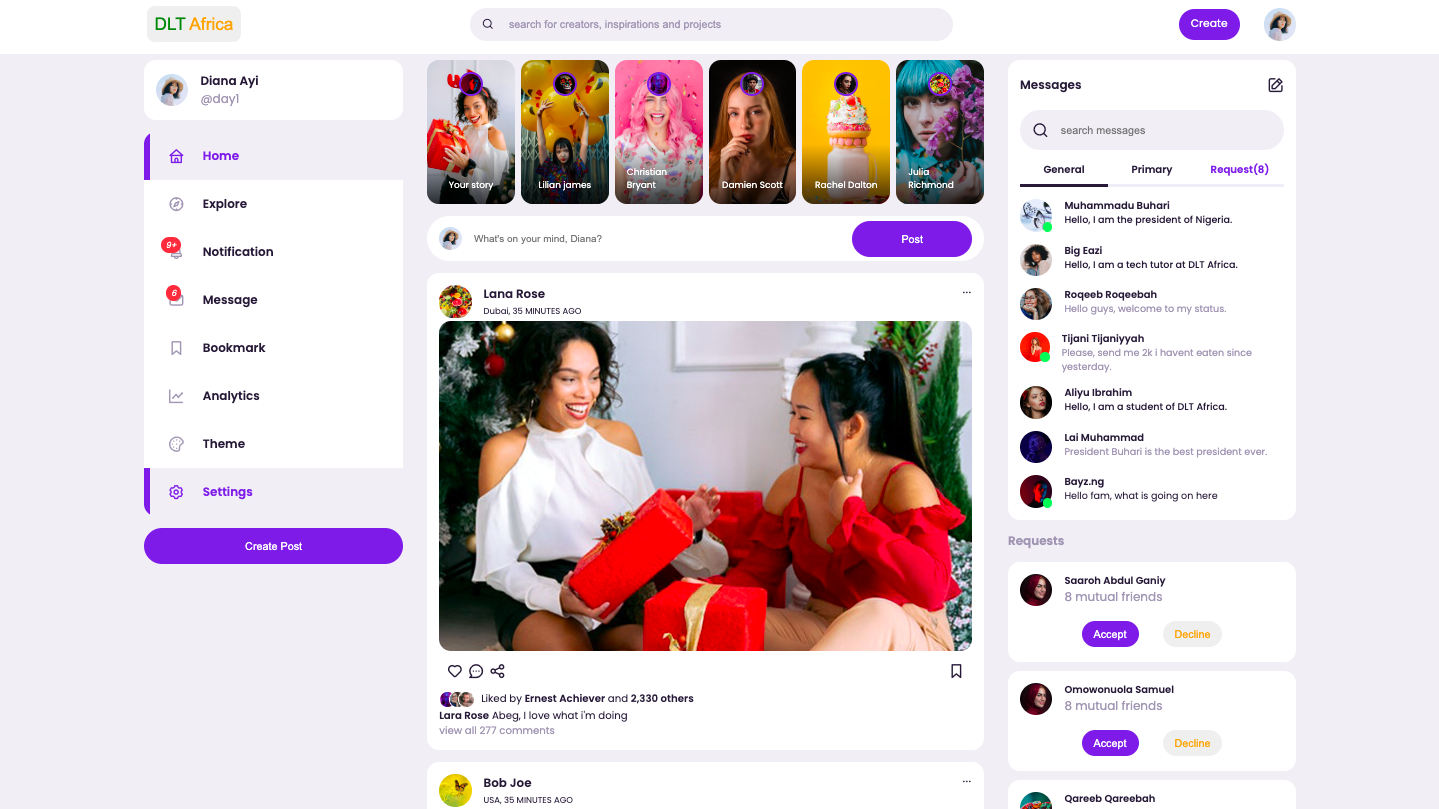 DLT Africa
search for creators, inspirations and projects
Create
Diana Ayi
@day1
Home
Explore
9+
Notification
6
Message
Bookmark
Analytics
Theme
Settings
Create Post
Your story
Lilian james
Christian
Bryant
Damien Scott
Rachel Dalton
Julia
Richmond
What's on your mind, Diana?
Post
Lana Rose
Dubai, 35 MINUTES AGO
Liked by Ernest Achiever and 2,330 others
Lara Rose Abeg, I love what i'm doing
view all 277 comments
Bob Joe
USA, 35 MINUTES AGO
Messages
search messages
General Primary Request(8)
Muhammadu Buhari
Hello, I am the president of Nigeria.
Big Eazi
Hello, I am a tech tutor at DLT Africa.
Roqeeb Roqeebah
Hello guys, welcome to my status.
Tijani Tijaniyyah
Please, send me 2k i havent eaten since
yesterday.
Aliyu Ibrahim
Hello, I am a student of DLT Africa.
Lai Muhammad
President Buhari is the best president ever.
Bayz.ng
Hello fam, what is going on here
Requests
Saaroh Abdul Ganiy
8 mutual friends
Accept Decline
Omowonuola Samuel
8 mutual friends
Accept Decline
Qareeb Qareebah